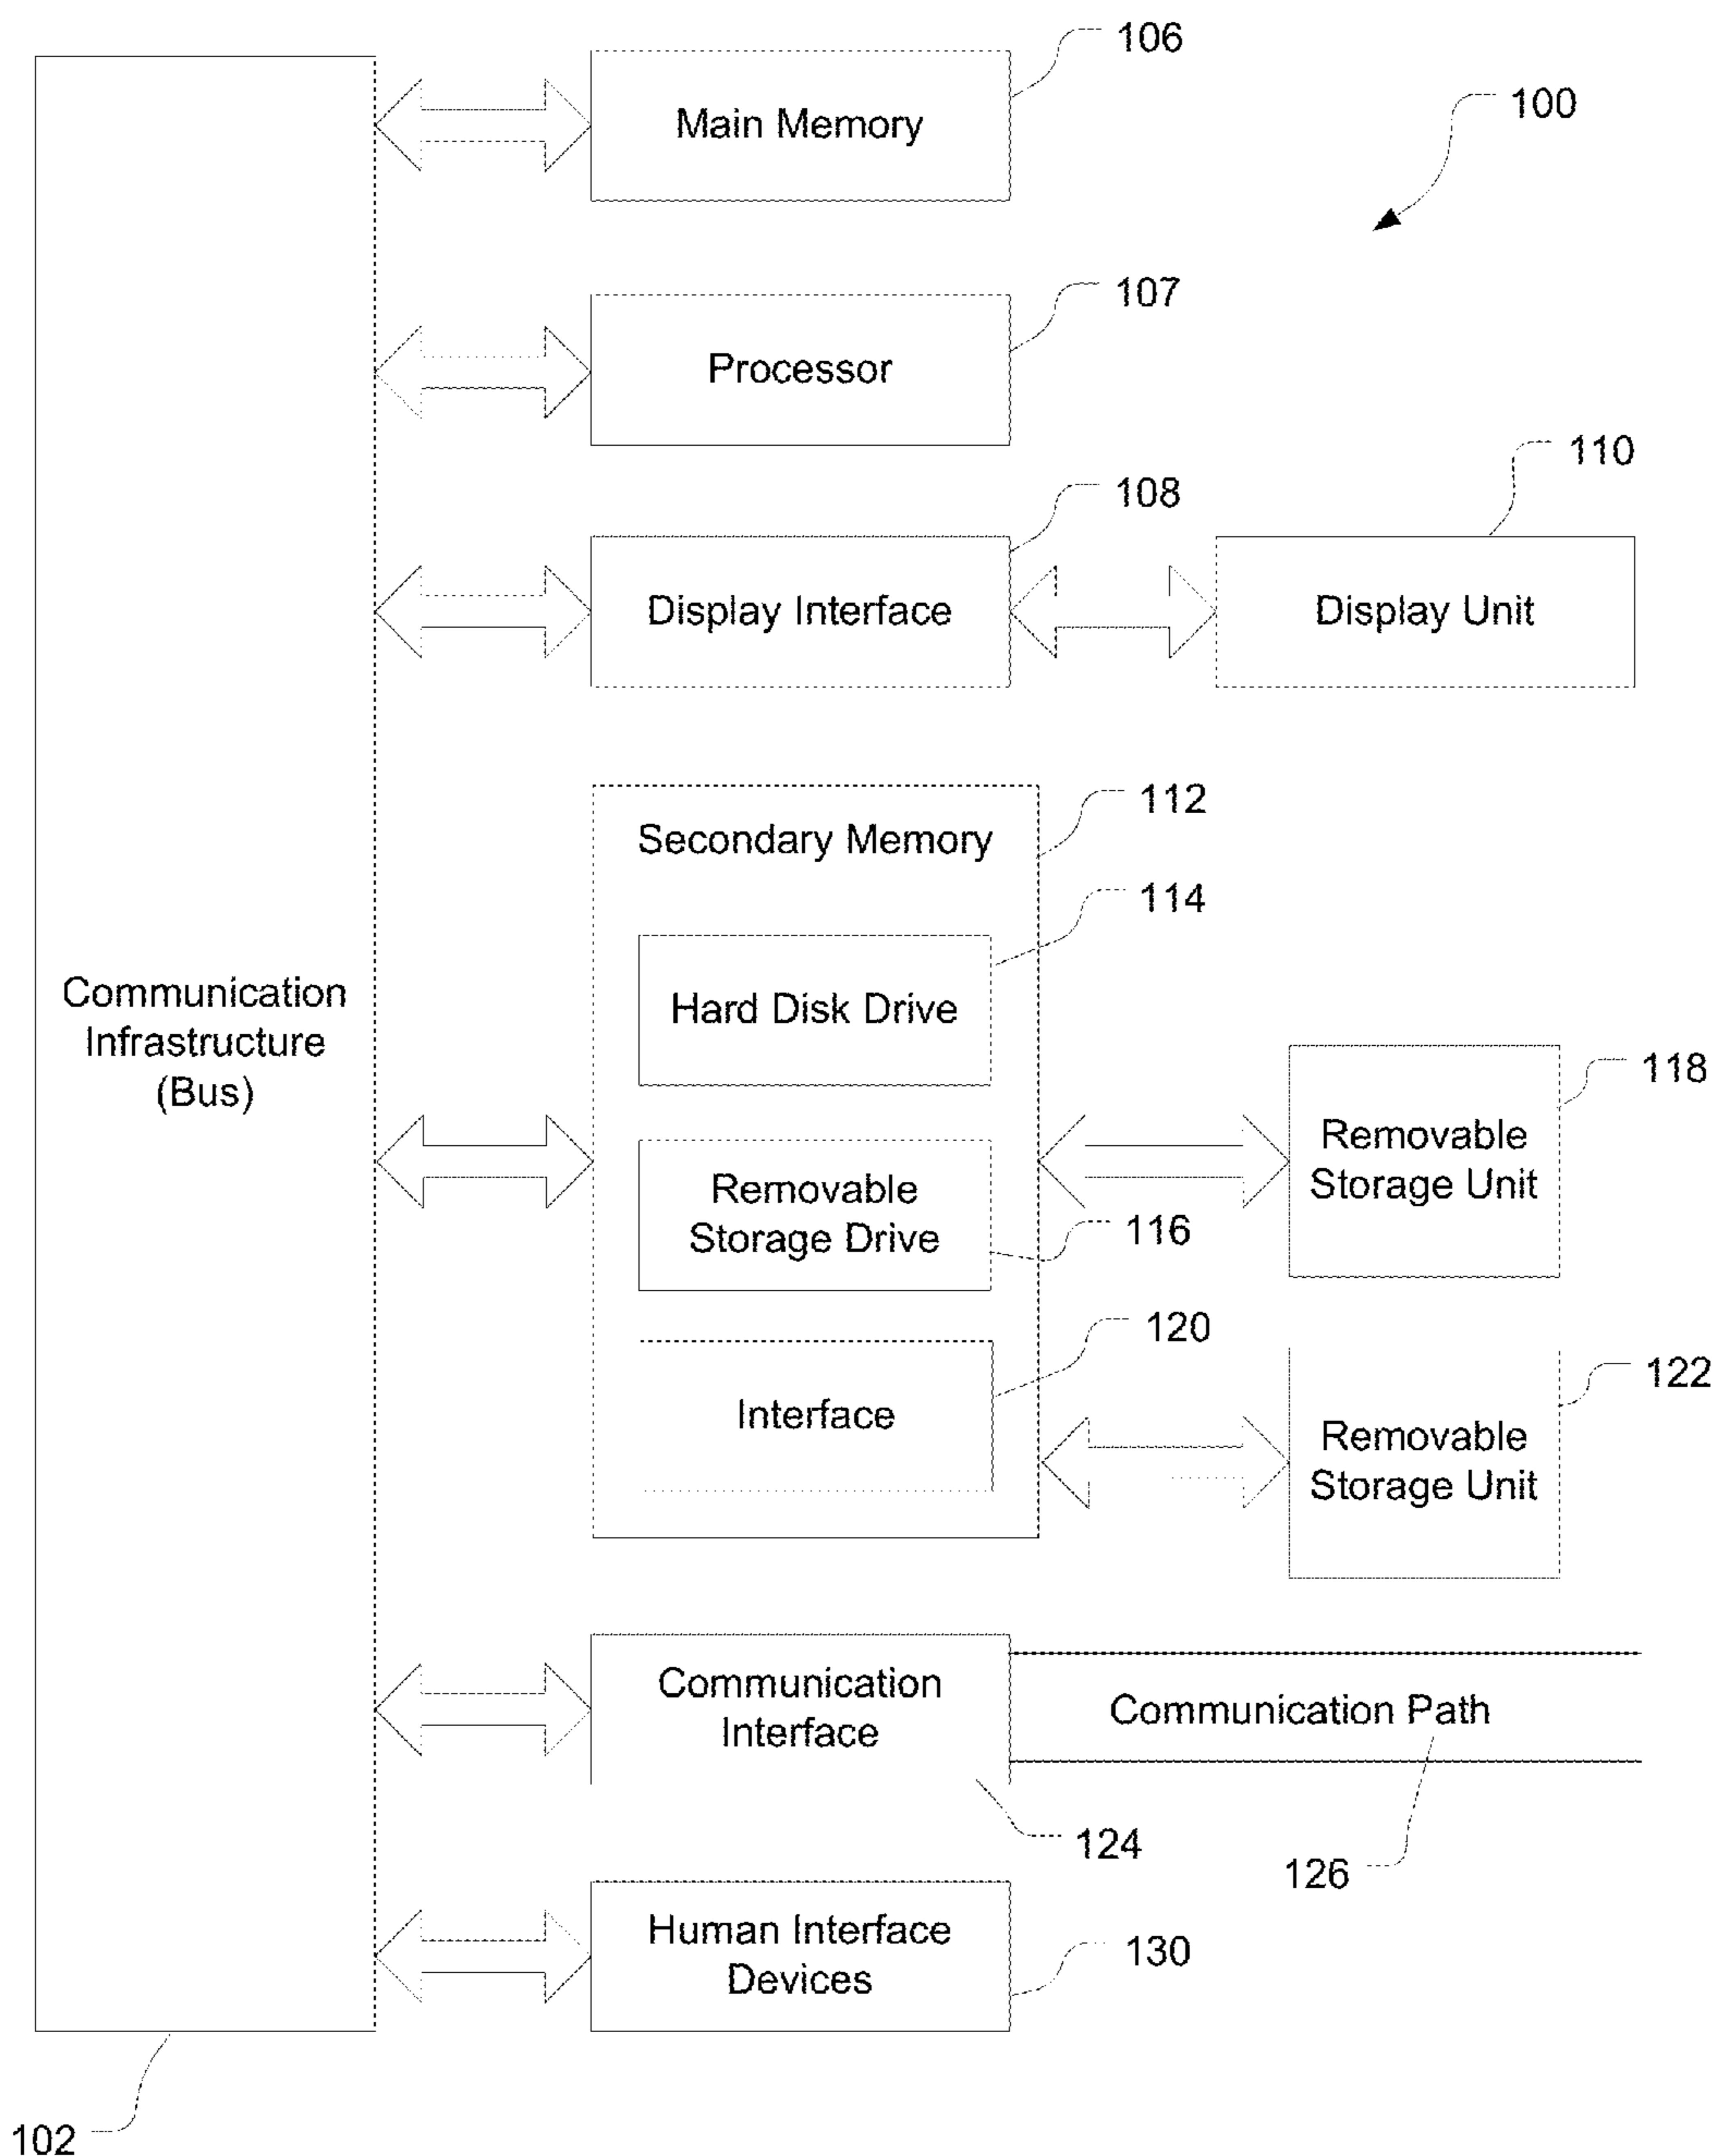 106
Main Memory
100
107
Processor
110
108
Display Interface
Display Unit
112
Secondary Memory
114
Hard Disk Drive
Communication
Infrastructure
(Bus)
118
Removable
Storage Unit
Removable
Storage Drive
116
120
Interface
122
Removable
Storage Unit
Communication
Interface
Communication Path
124
126
Human Interface
Devices
130
102